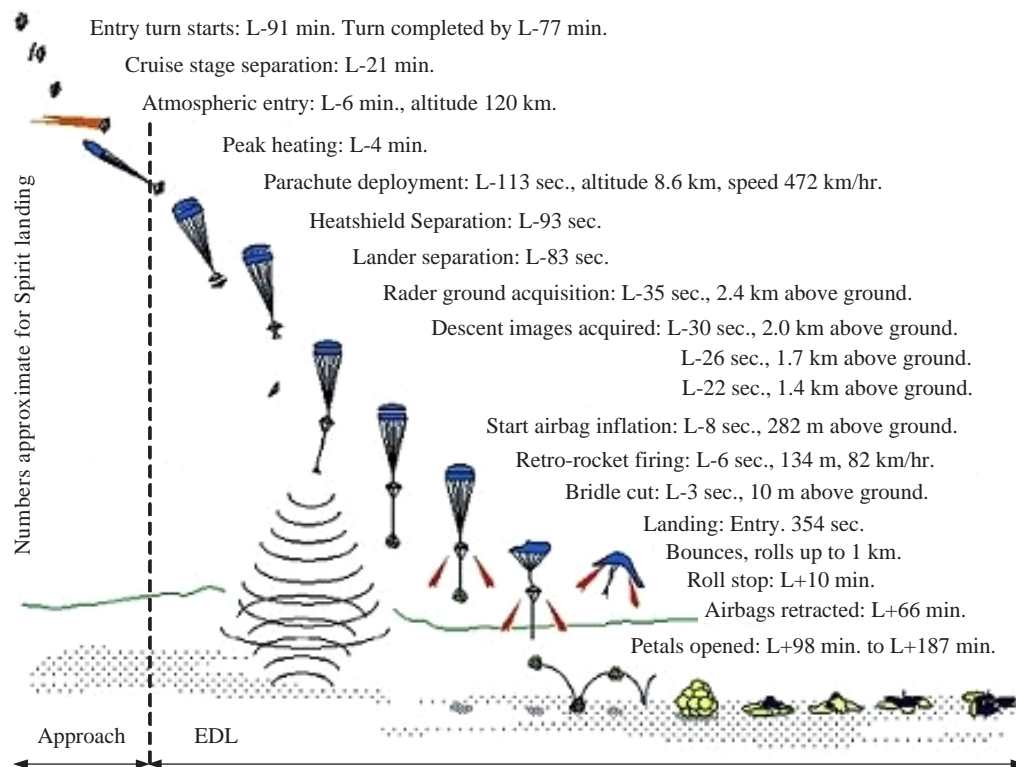 Entry turn starts: L-91 min. Turn completed by L-77 min.
Cruise stage separation: L-21 min.
Atmospheric entry: L-6 min., altitude 120 km.
Peak heating: L-4 min.
Parachute deployment: L-113 sec., altitude 8.6 km, speed 472 km/hr.
Heatshield Separation: L-93 sec.
Lander separation: L-83 sec.
Rader ground acquisition: L-35 sec., 2.4 km above ground.
Descent images acquired: L-30 sec., 2.0 km above ground.
L-26 sec., 1.7 km above ground.
L-22 sec., 1.4 km above ground.
Start airbag inflation: L-8 sec., 282 m above ground.
Retro-rocket firing: L-6 sec., 134 m, 82 km/hr.
Bridle cut: L-3 sec., 10 m above ground.
Landing: Entry. 354 sec.
Bounces, rolls up to 1 km.
Roll stop: L+10 min.
Airbags retracted: L+66 min.
Petals opened: L+98 min. to L+187 min.
Numbers approximate for Spirit landing
Approach
EDL